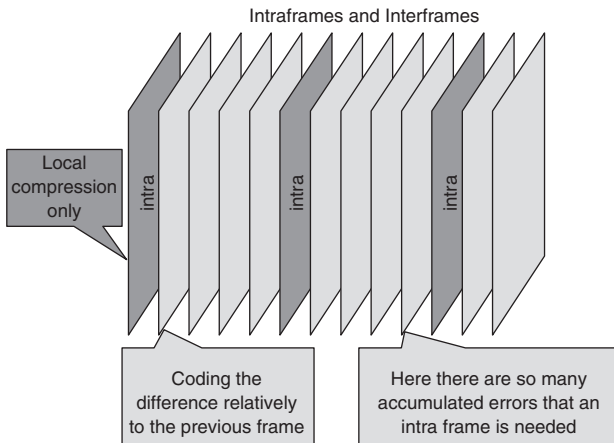 Intraframes and Interframes
Local
compression
only
intra
intra
intra
Coding the
difference relatively
to the previous frame
Here there are so many
accumulated errors that an
intra frame is needed